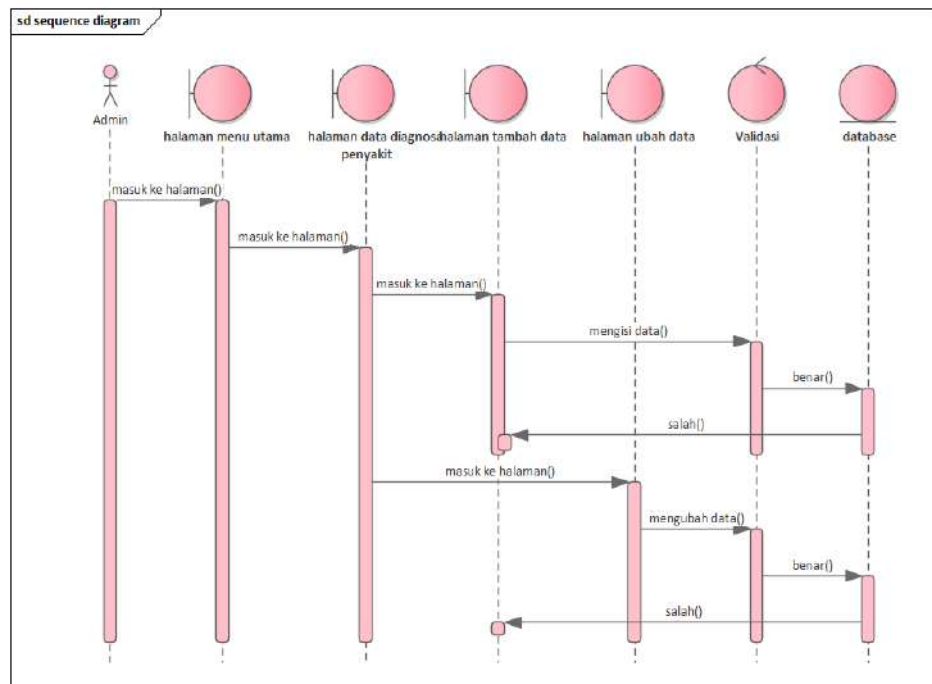 sd sequence diagram
Admin
halaman menu utama
halaman data diagnosa
penyakit
halaman tambah data
halaman ubah data
Validasi
database
masuk ke halaman()
masuk ke halaman()
masuk ke halaman()
mengisi data()
benar()
salah()
masuk ke halaman()
mengubah data()
benar()
salah()